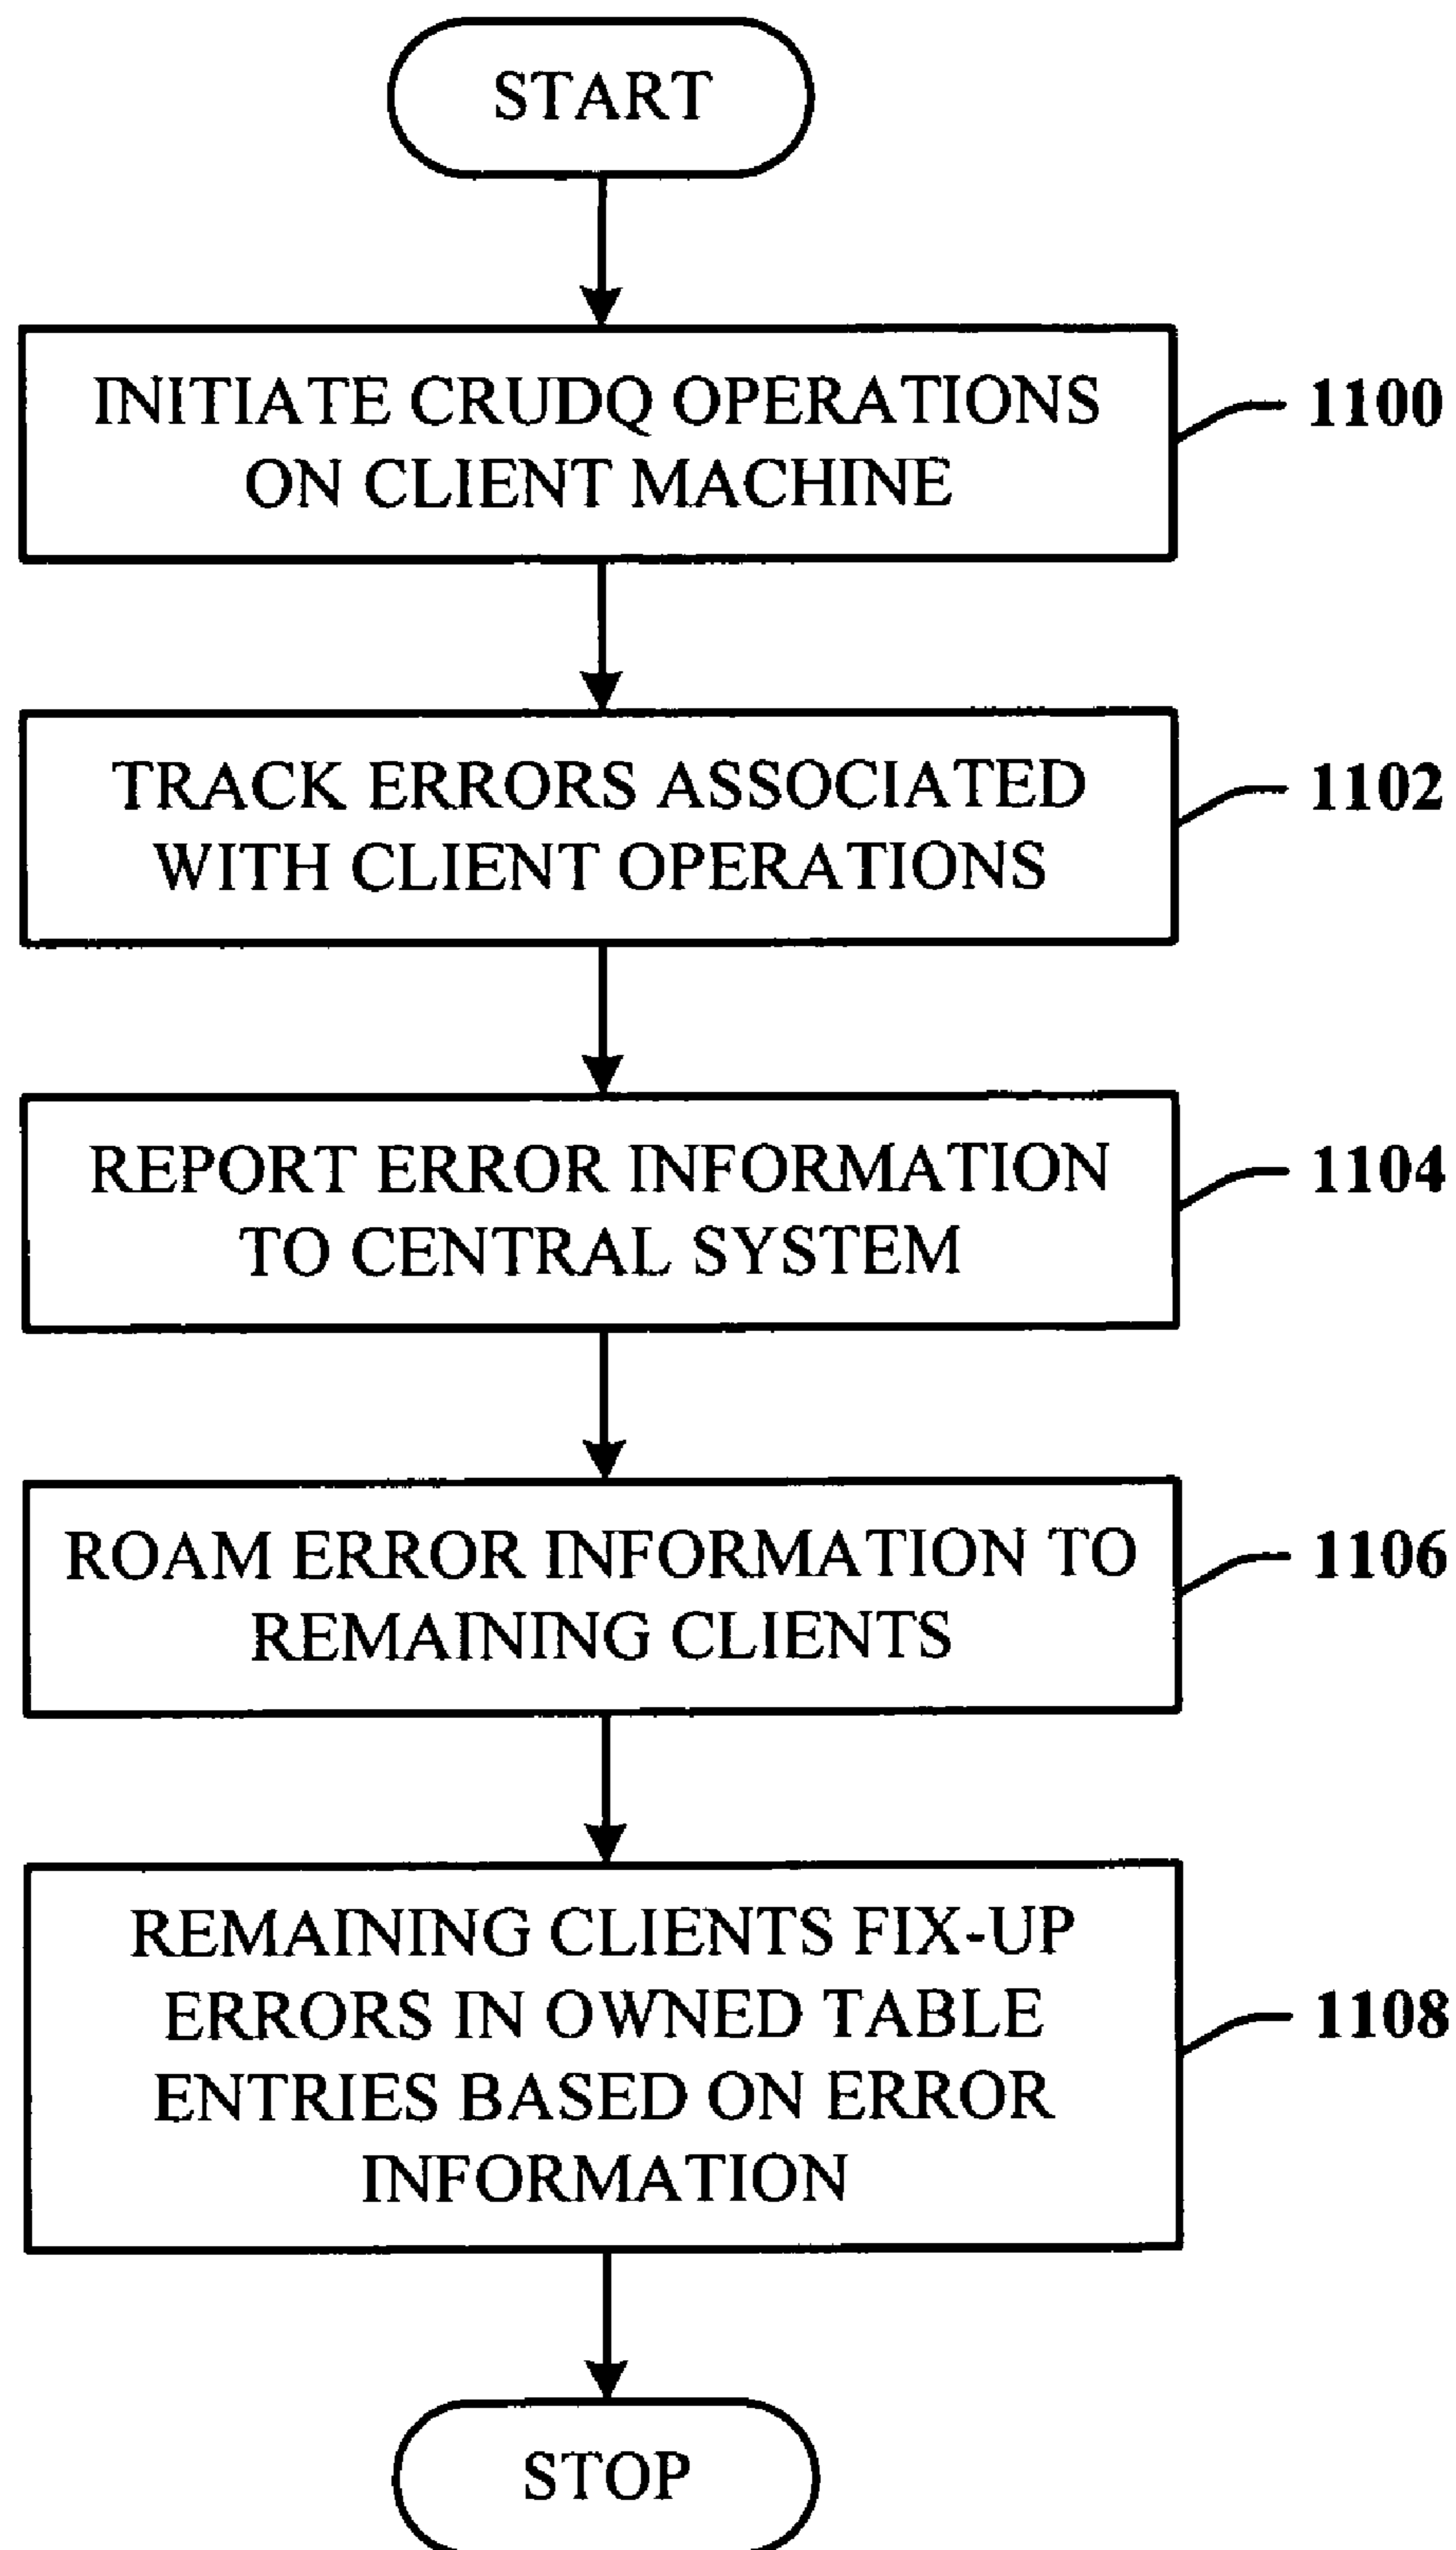 START
INITIATE CRUDQ OPERATIONS
ON CLIENT MACHINE
1100
TRACK ERRORS ASSOCIATED
WITH CLIENT OPERATIONS
1102
REPORT ERROR INFORMATION
TO CENTRAL SYSTEM
1104
ROAM ERROR INFORMATION TO
REMAINING CLIENTS
1106
REMAINING CLIENTS FIX-UP
ERRORS IN OWNED TABLE
ENTRIES BASED ON ERROR
INFORMATION
1108
STOP